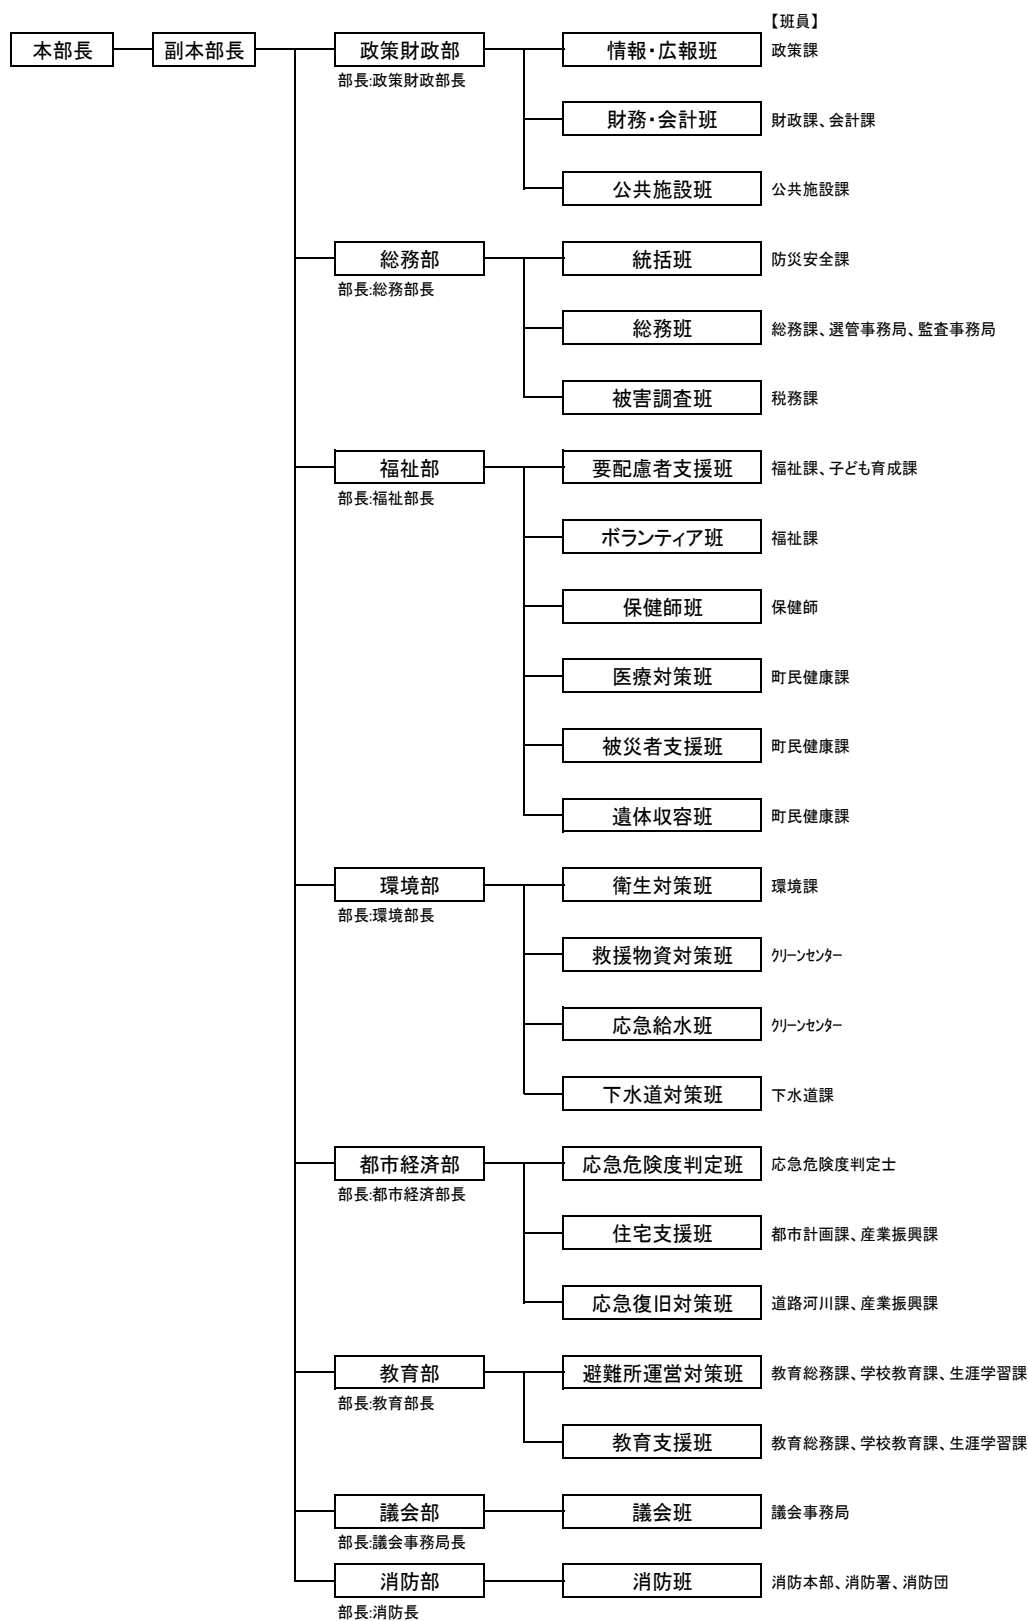 【班員】
本部長 副本部長 政策財政部 情報・広報班 政策課
部長:政策財政部長
財務・会計班 財政課、会計課
公共施設班 公共施設課
総務部 統括班 防災安全課
部長:総務部長
総務班 総務課、選管事務局、監査事務局
被害調査班 税務課
福祉部 要配慮者支援班 福祉課、子ども育成課
部長:福祉部長
ボランティア班 福祉課
保健師班 保健師
医療対策班 町民健康課
被災者支援班 町民健康課
遺体収容班 町民健康課
環境部 衛生対策班 環境課
部長:環境部長
救援物資対策班 ｸﾘｰﾝｾﾝﾀｰ
応急給水班 ｸﾘｰﾝｾﾝﾀｰ
下水道対策班 下水道課
都市経済部 応急危険度判定班 応急危険度判定士
部長:都市経済部長
住宅支援班 都市計画課、産業振興課
応急復旧対策班 道路河川課、産業振興課
教育部 避難所運営対策班 教育総務課、学校教育課、生涯学習課
部長:教育部長
教育支援班 教育総務課、学校教育課、生涯学習課
議会部 議会班 議会事務局
部長:議会事務局長
消防部 消防班 消防本部、消防署、消防団
部長:消防長